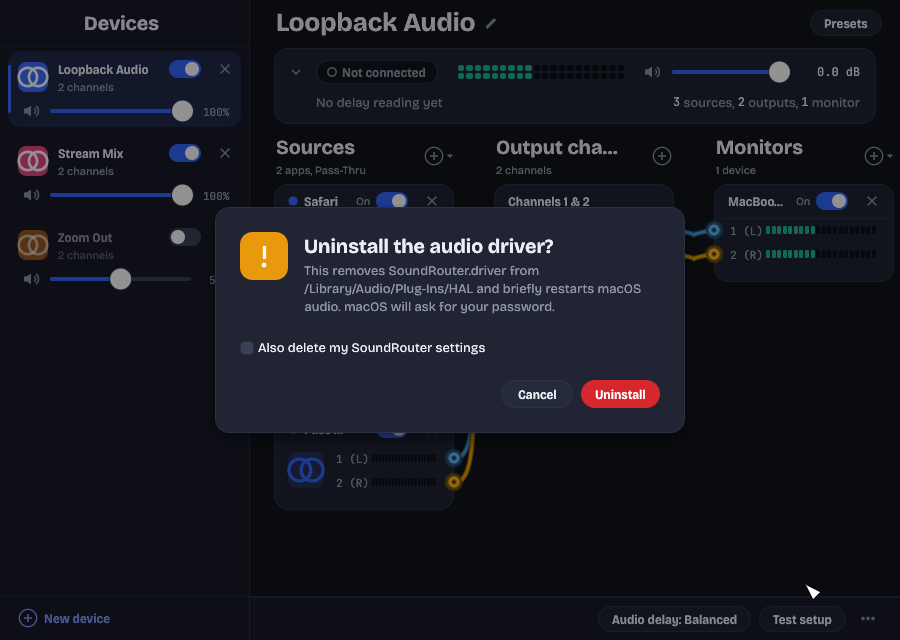 Devices
Loopback Audio
2 channels
100%
Stream Mix
2 channels
100%
Zoom Out
2 channels
New device
Loopback Audio
Presets
Not connected
0.0 dB
No delay reading yet
3 sources, 2 outputs, 1 monitor
Sources
2 apps, Pass-Thru
Output cha...
2 channels
Monitors
1 device
Safari
On
Channels 1 & 2
MacBoo...
On
1 (L)
2 (R)
!
Uninstall the audio driver?
This removes SoundRouter.driver from
/Library/Audio/Plug-Ins/HAL and briefly restarts macOS
audio. macOS will ask for your password.
Also delete my SoundRouter settings
Cancel
Uninstall
1 (L)
2 (R)
Audio delay: Balanced
Test setup